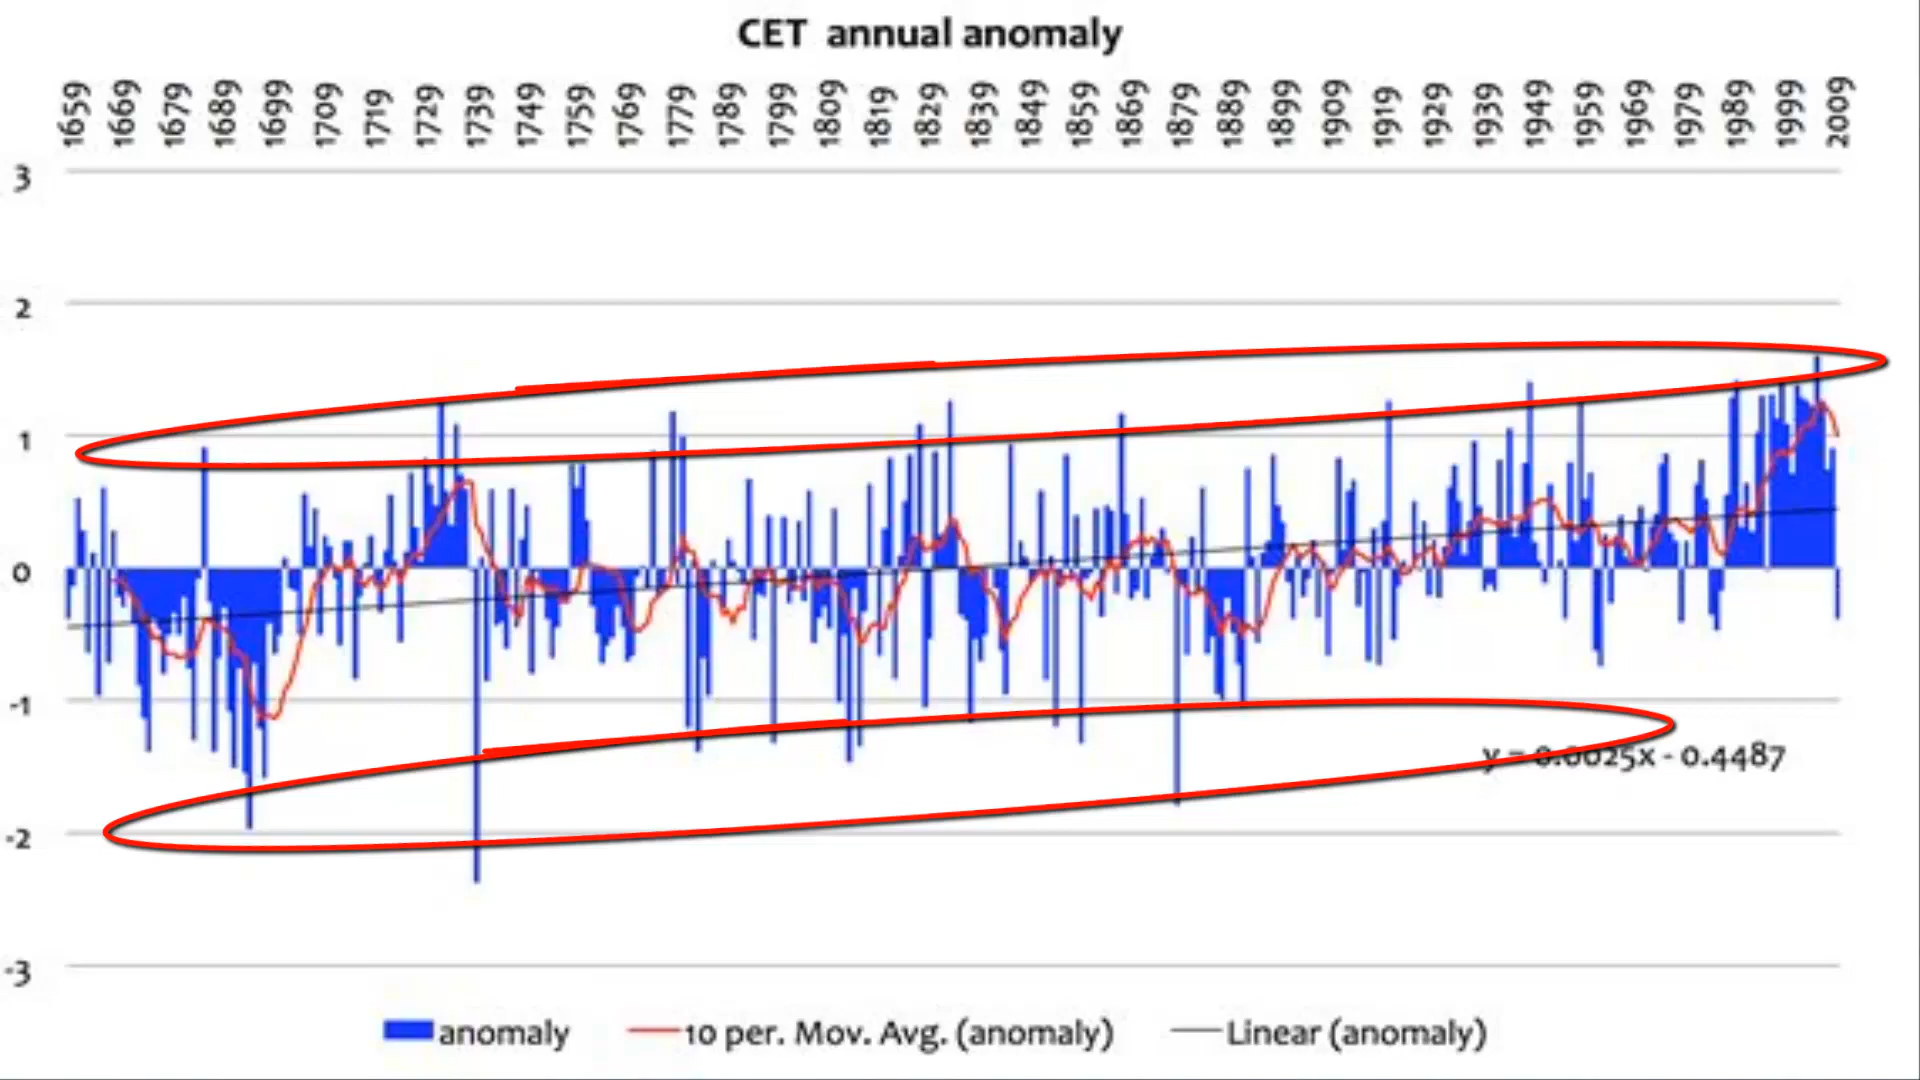 CET annual anomaly
1659 1669 1679 1689 1699 1709 1719 1729 1739 1749 1759 1769 1779 1789 1799 1809 1819 1829 1839 1849 1859 1869 1879 1889 1899 1909 1919 1929 1939 1949 1959 1969 1979 1989 1999 2009
3
2
1
0
-1
y = 0.0025x - 0.4487
-2
-3
anomaly 10 per. Mov. Avg. (anomaly) Linear (anomaly)